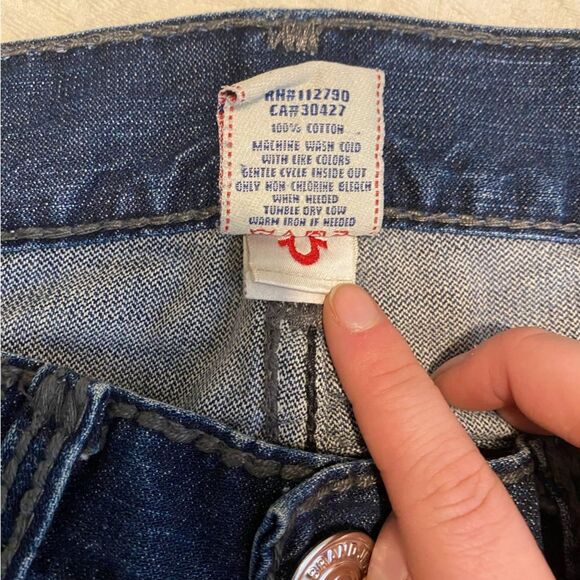 RN#112790
CA#30427
100% COTTON
MACHINE WASH COLD
WITH LIKE COLORS
GENTLE CYCLE INSIDE OUT
ONLY NON-CHLORINE BLEACH
WHEN NEEDED
TUMBLE DRY LOW
WARM IRON IF NEEDED
BRAND J